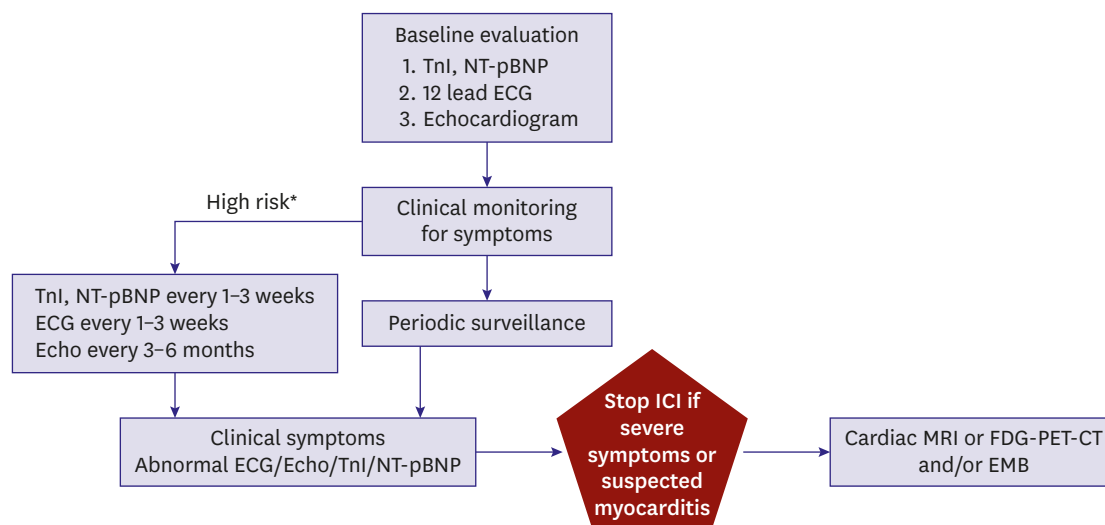 Baseline evaluation
1. TnI, NT-pBNP
2. 12 lead ECG
3. Echocardiogram
High risk*
Clinical monitoring
for symptoms
TnI, NT-pBNP every 1–3 weeks
ECG every 1–3 weeks
Echo every 3–6 months
Periodic surveillance
Clinical symptoms
Abnormal ECG/Echo/TnI/NT-pBNP
Stop ICI if
severe
symptoms or
suspected
myocarditis
Cardiac MRI or FDG-PET-CT
and/or EMB